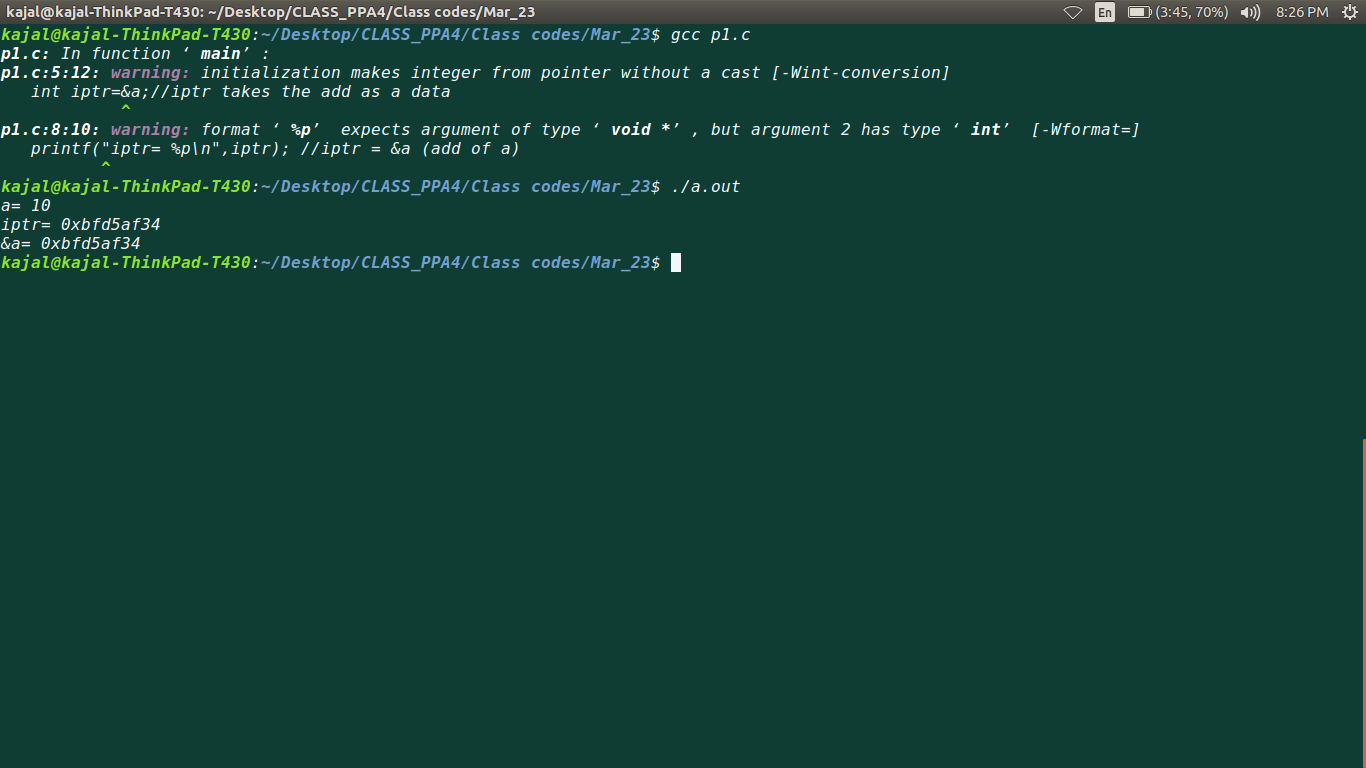 kajal@kajal-ThinkPad-T430: ~/Desktop/CLASS_PPA4/Class codes/Mar_23 En (3:45, 70%) 8:26 PM
kajal@kajal-ThinkPad-T430:~/Desktop/CLASS_PPA4/Class codes/Mar_23$ gcc p1.c
p1.c: In function ‘ main’ :
p1.c:5:12: warning: initialization makes integer from pointer without a cast [-Wint-conversion]
   int iptr=&a;//iptr takes the add as a data
            ^
p1.c:8:10: warning: format ‘ %p’  expects argument of type ‘ void *’ , but argument 2 has type ‘ int’  [-Wformat=]
   printf("iptr= %p\n",iptr); //iptr = &a (add of a)
          ^
kajal@kajal-ThinkPad-T430:~/Desktop/CLASS_PPA4/Class codes/Mar_23$ ./a.out
a= 10
iptr= 0xbfd5af34
&a= 0xbfd5af34
kajal@kajal-ThinkPad-T430:~/Desktop/CLASS_PPA4/Class codes/Mar_23$